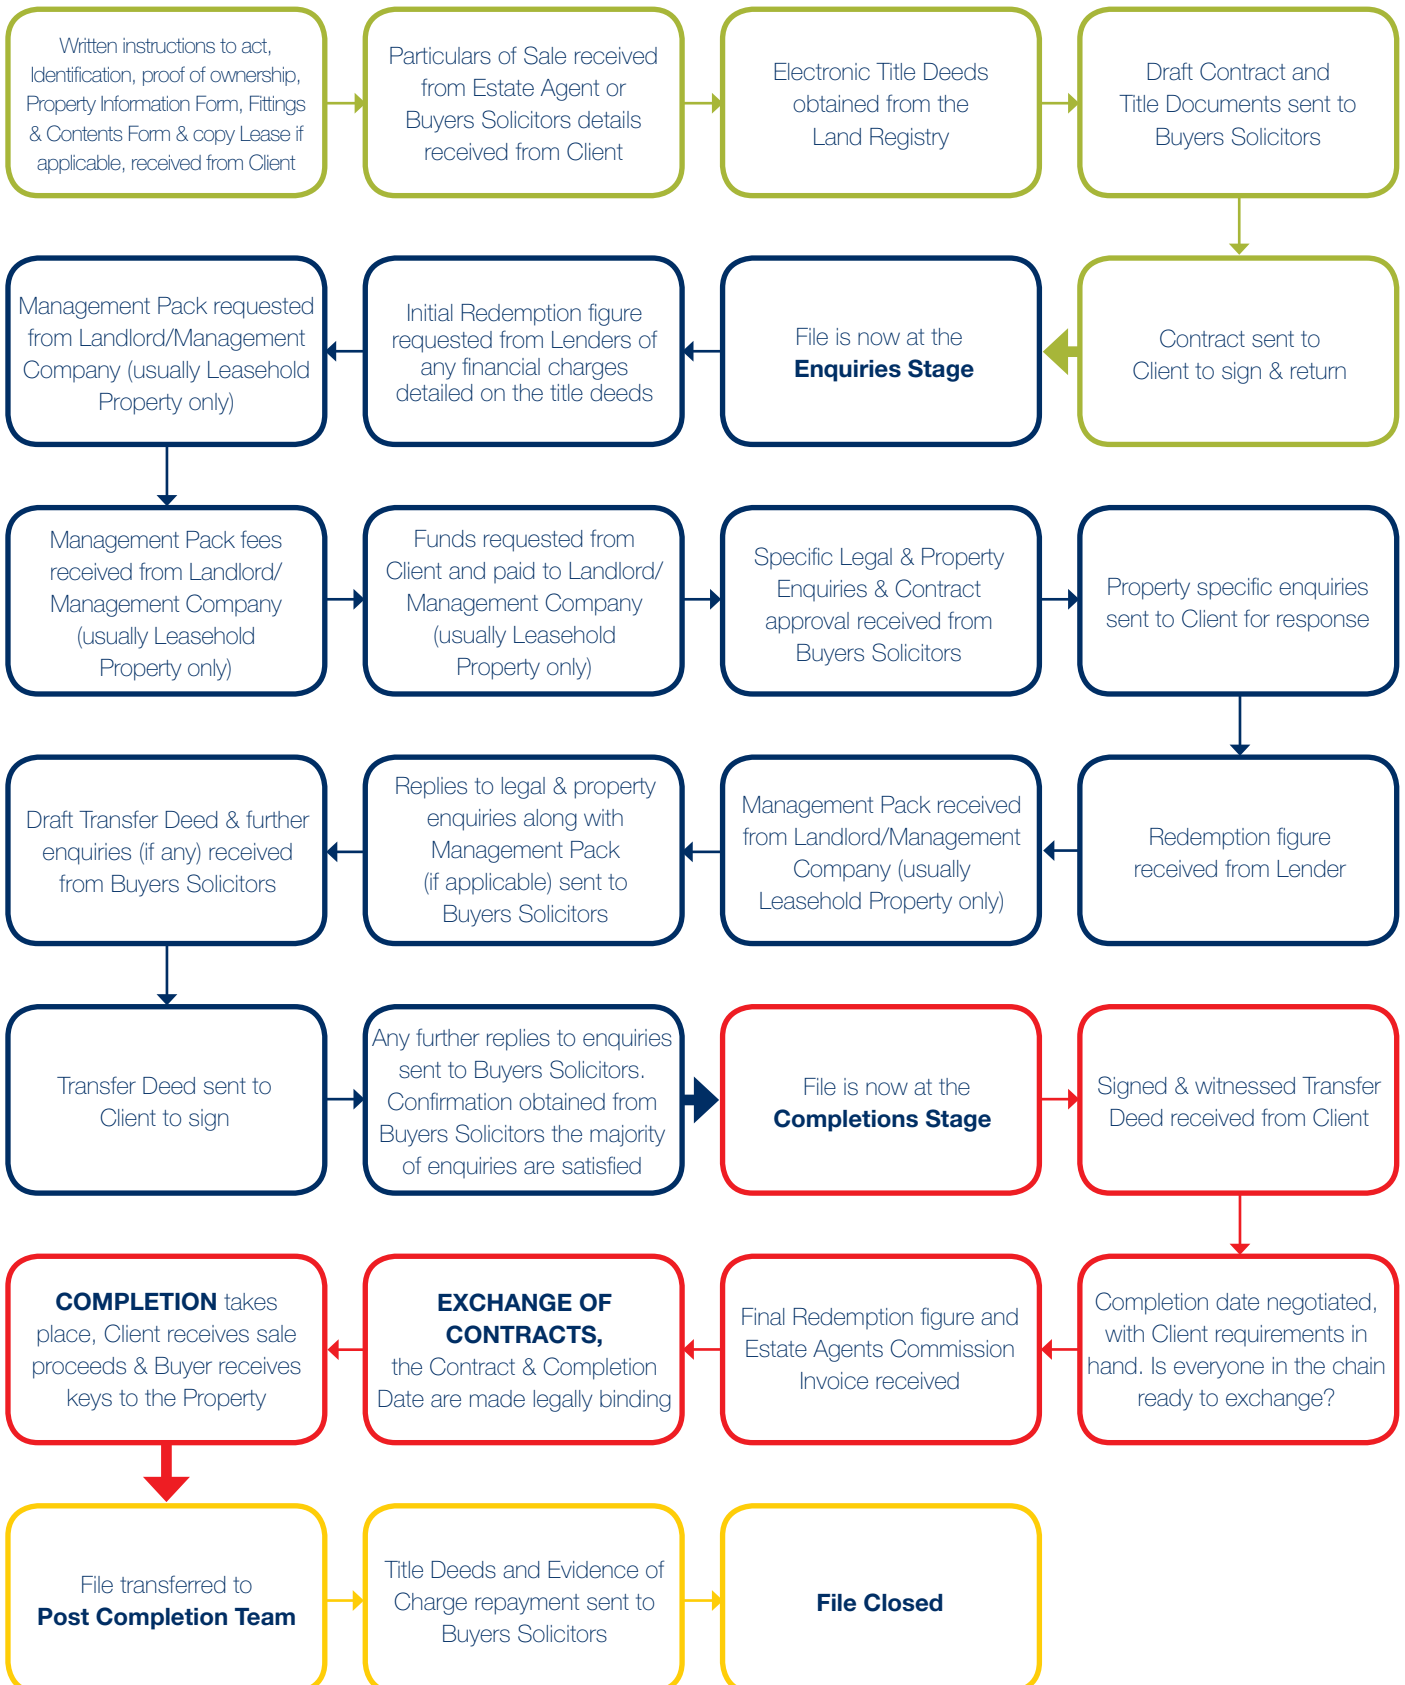 Written instructions to act,
Identification, proof of ownership,
Property Information Form, Fittings
& Contents Form & copy Lease if
applicable, received from Client
Particulars of Sale received
from Estate Agent or
Buyers Solicitors details
received from Client
Electronic Title Deeds
obtained from the
Land Registry
Draft Contract and
Title Documents sent to
Buyers Solicitors
Contract sent to
Client to sign & return
File is now at the
Enquiries Stage
Initial Redemption figure
requested from Lenders of
any financial charges
detailed on the title deeds
Management Pack requested
from Landlord/Management
Company (usually Leasehold
Property only)
Management Pack fees
received from Landlord/
Management Company
(usually Leasehold
Property only)
Funds requested from
Client and paid to Landlord/
Management Company
(usually Leasehold
Property only)
Specific Legal & Property
Enquiries & Contract
approval received from
Buyers Solicitors
Property specific enquiries
sent to Client for response
Redemption figure
received from Lender
Management Pack received
from Landlord/Management
Company (usually
Leasehold Property only)
Replies to legal & property
enquiries along with
Management Pack
(if applicable) sent to
Buyers Solicitors
Draft Transfer Deed & further
enquiries (if any) received
from Buyers Solicitors
Transfer Deed sent to
Client to sign
Any further replies to enquiries
sent to Buyers Solicitors.
Confirmation obtained from
Buyers Solicitors the majority
of enquiries are satisfied
File is now at the
Completions Stage
Signed & witnessed Transfer
Deed received from Client
Completion date negotiated,
with Client requirements in
hand. Is everyone in the chain
ready to exchange?
Final Redemption figure and
Estate Agents Commission
Invoice received
EXCHANGE OF
CONTRACTS,
the Contract & Completion
Date are made legally binding
COMPLETION takes
place, Client receives sale
proceeds & Buyer receives
keys to the Property
File transferred to
Post Completion Team
Title Deeds and Evidence of
Charge repayment sent to
Buyers Solicitors
File Closed